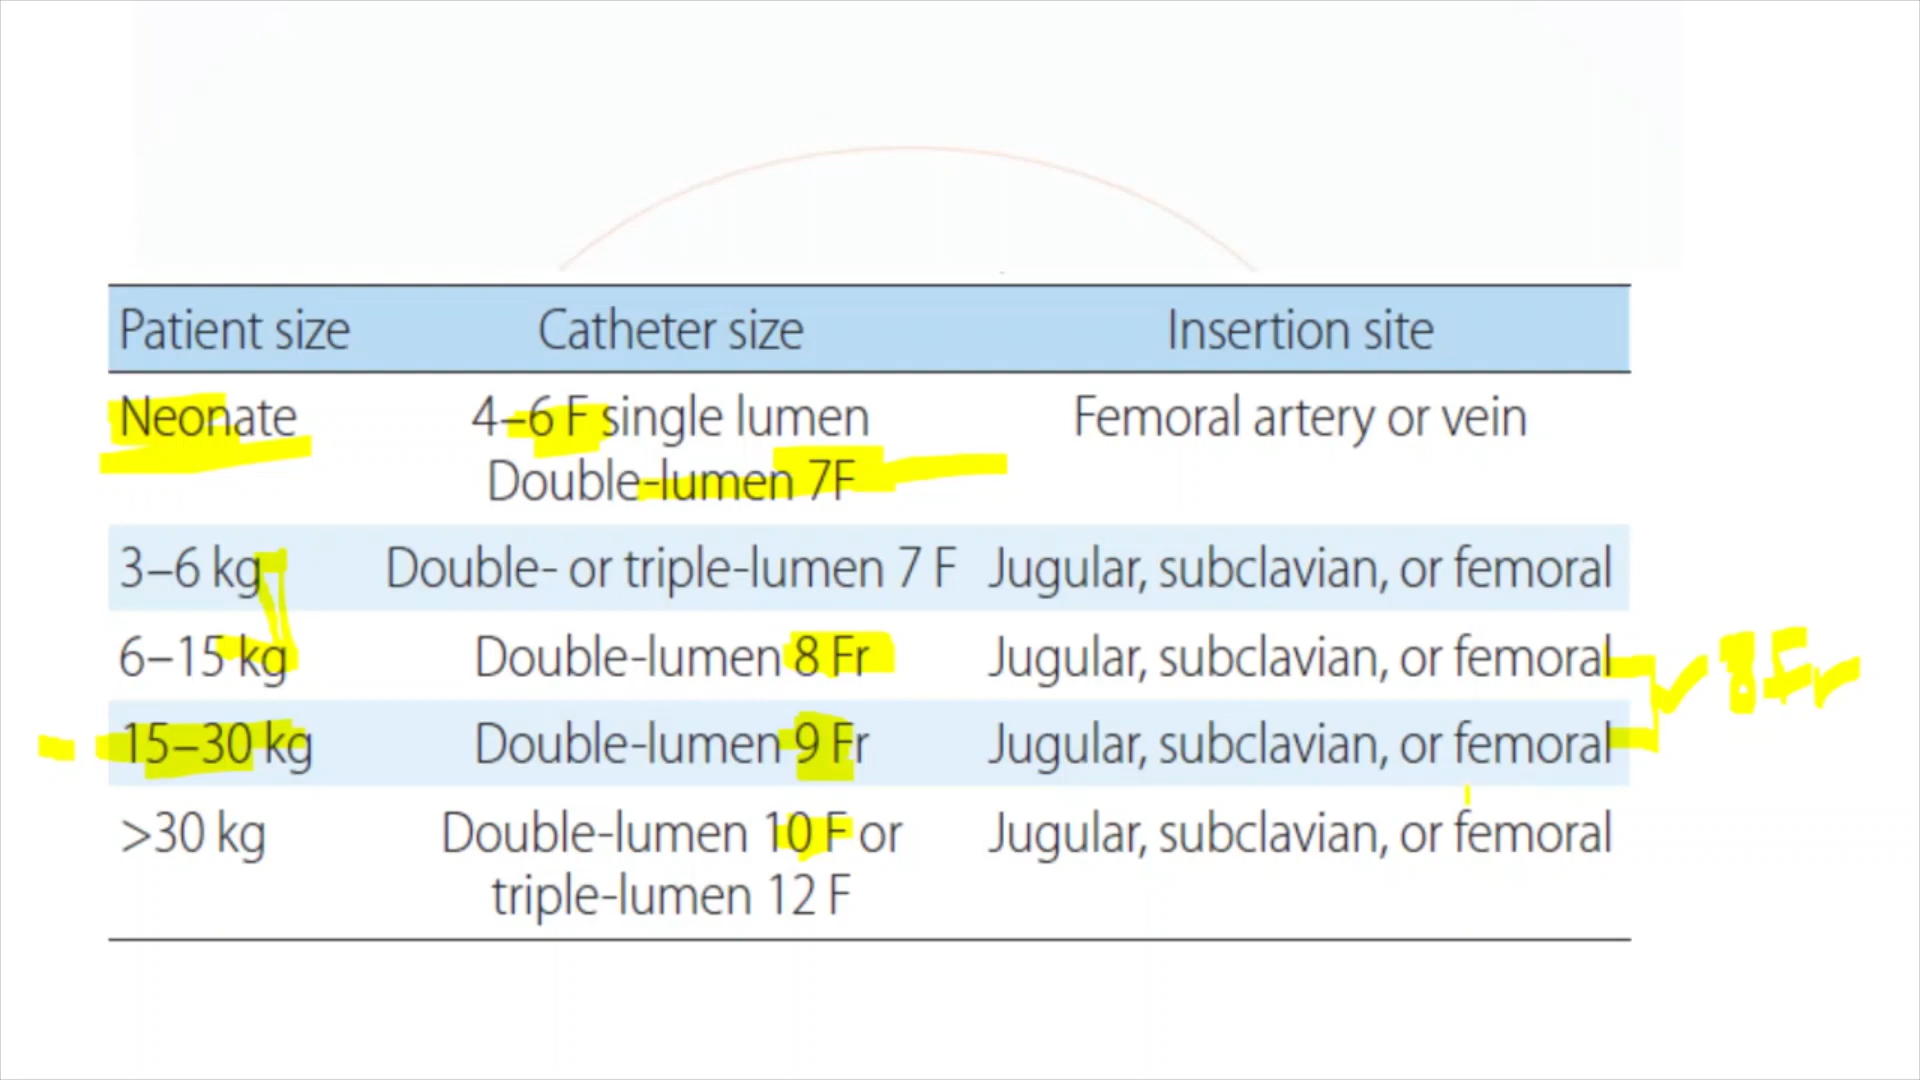 Patient size Catheter size Insertion site
Neonate 4–6 F single lumen Femoral artery or vein
Double-lumen 7F
3–6 kg Double- or triple-lumen 7 F Jugular, subclavian, or femoral
6–15 kg Double-lumen 8 Fr Jugular, subclavian, or femoral
8Fr
15–30 kg Double-lumen 9 Fr Jugular, subclavian, or femoral
>30 kg Double-lumen 10 F or Jugular, subclavian, or femoral
triple-lumen 12 F